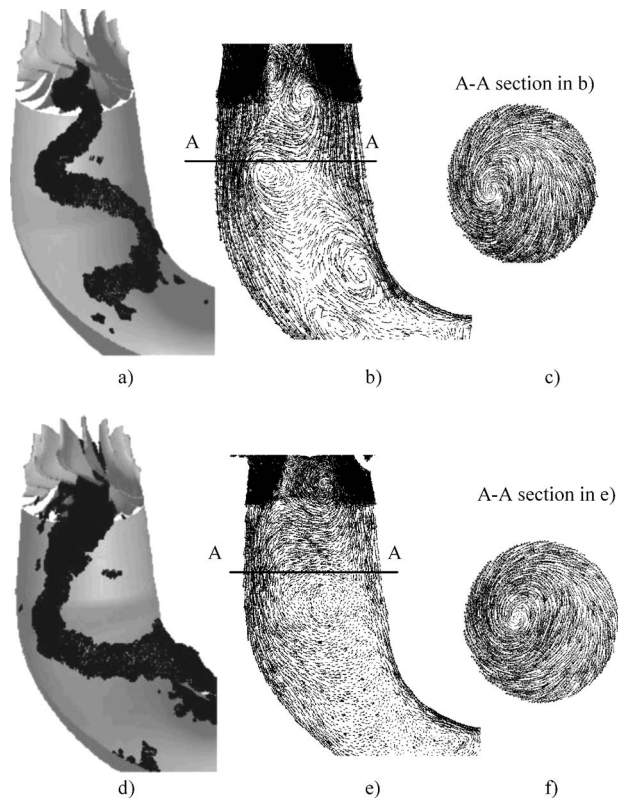 A-A section in b)
A A
a) b) c)
A-A section in e)
A A
d) e) f)